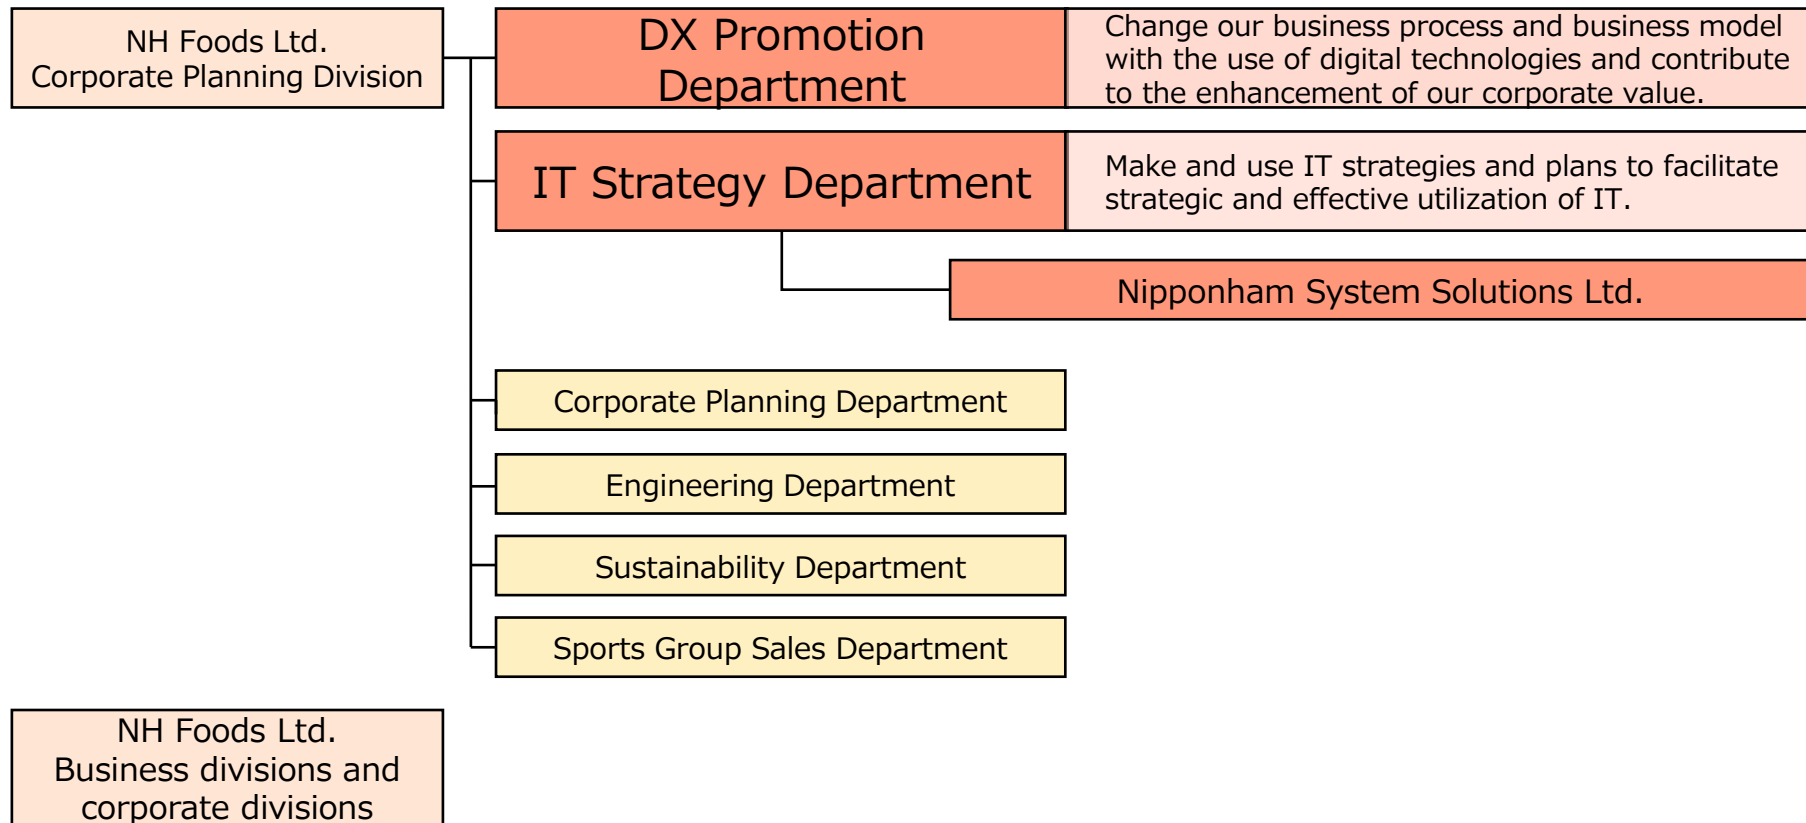 NH Foods Ltd.
Corporate Planning Division
DX Promotion
Department
Change our business process and business model
with the use of digital technologies and contribute
to the enhancement of our corporate value.
IT Strategy Department
Make and use IT strategies and plans to facilitate
strategic and effective utilization of IT.
Nipponham System Solutions Ltd.
Corporate Planning Department
Engineering Department
Sustainability Department
Sports Group Sales Department
NH Foods Ltd.
Business divisions and
corporate divisions